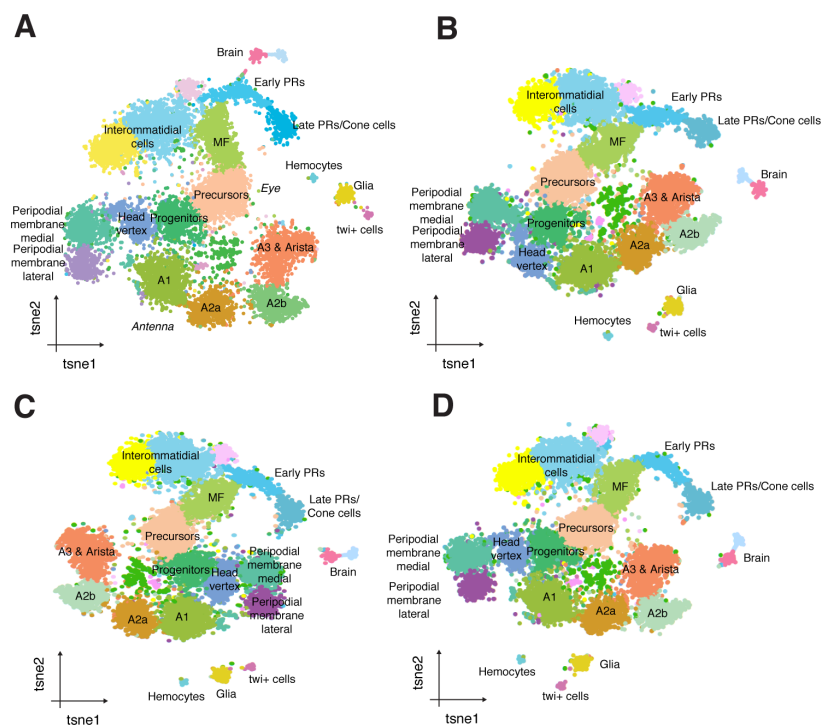 A
Brain
Early PRs
Late PRs/Cone cells
Interommatidial
cells
MF
Hemocytes
Precursors
Eye
Glia
twi+ cells
Peripodial
membrane
medial
Head
vertex
Progenitors
Peripodial
membrane
lateral
A3 & Arista
A1
A2a
A2b
Antenna
tsne2
tsne1
B
Interommatidial
cells
Early PRs
Late PRs/Cone cells
MF
Brain
Precursors
Peripodial
membrane
medial
A3 & Arista
Peripodial
membrane
lateral
Progenitors
A2b
A2a
Head
vertex
A1
Glia
Hemocytes
twi+ cells
tsne2
tsne1
C
Interommatidial
cells
Early PRs
MF
Late PRs/
Cone cells
Precursors
A3 & Arista
Peripodial
membrane
medial
Progenitors
Head
vertex
Brain
A2b
Peripodial
membrane
lateral
A2a
A1
twi+ cells
Hemocytes
Glia
tsne2
tsne1
D
Early PRs
Interommatidial
cells
MF
Late PRs/Cone cells
Precursors
Peripodial
membrane
medial
Head
vertex
Progenitors
Brain
A3 & Arista
Peripodial
membrane
lateral
A1
A2a
A2b
Hemocytes
Glia
twi+ cells
tsne2
tsne1